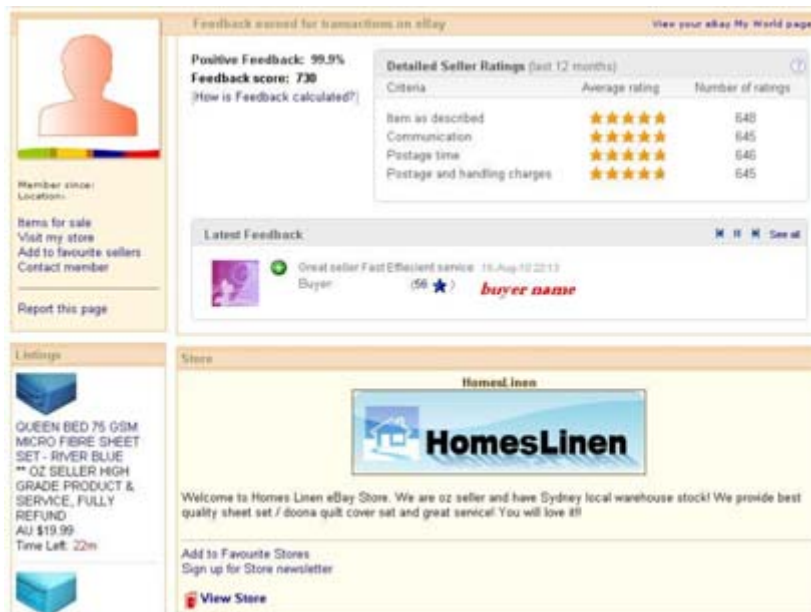 Feedback earned for transactions on eBay
View your eBay My World page
Positive Feedback: 99.9%
Feedback score: 730
[How is Feedback calculated?]
Detailed Seller Ratings (last 12 months)
?
Criteria Average rating Number of ratings
Item as described 648
Communication 645
Postage time 646
Postage and handling charges 645
Member since:
Location:
Items for sale
Visit my store
Add to favourite sellers
Contact member
Report this page
Latest Feedback
See all
Great seller Fast Effiecient service 16-Aug-10 22:13
Buyer: (56 ) buyer name
Listings
QUEEN BED 75 GSM
MICRO FIBRE SHEET
SET - RIVER BLUE
** OZ SELLER HIGH
GRADE PRODUCT &
SERVICE, FULLY
REFUND
AU $19.99
Time Left: 22m
Store
HomesLinen
HomesLinen
Welcome to Homes Linen eBay Store. We are oz seller and have Sydney local warehouse stock! We provide best
quality sheet set / doona quilt cover set and great service! You will love it!!
Add to Favourite Stores
Sign up for Store newsletter
View Store